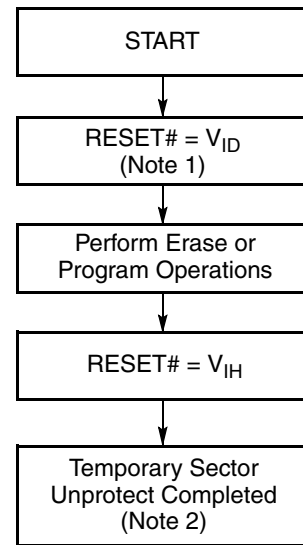 START
RESET# = V_ID
(Note 1)
Perform Erase or
Program Operations
RESET# = V_IH
Temporary Sector
Unprotect Completed
(Note 2)